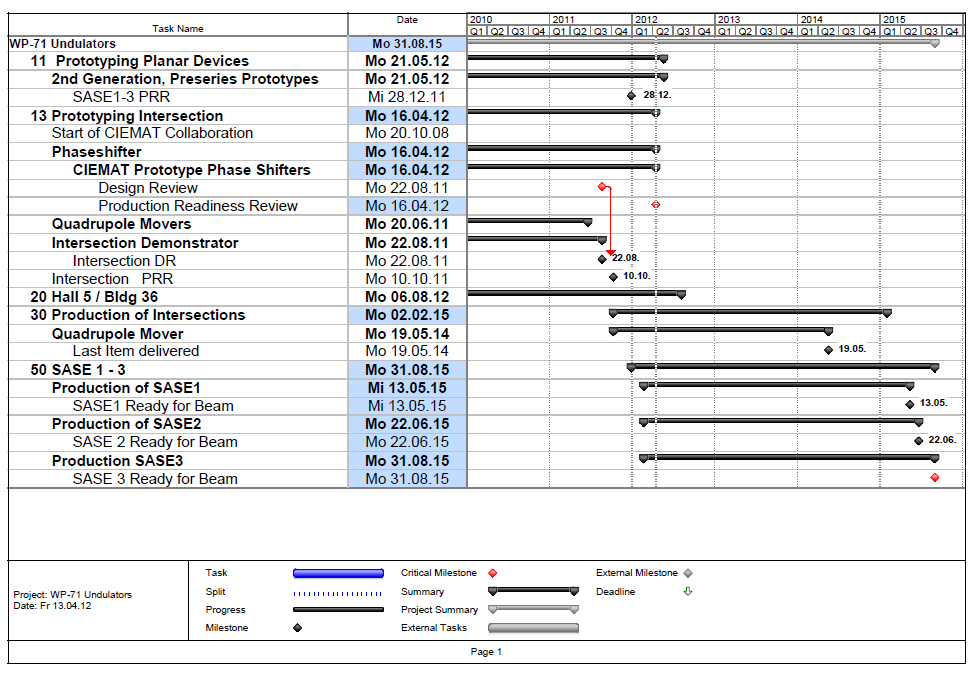 Task Name Date 2010 2011 2012 2013 2014 2015
Q1 Q2 Q3 Q4 Q1 Q2 Q3 Q4 Q1 Q2 Q3 Q4 Q1 Q2 Q3 Q4 Q1 Q2 Q3 Q4 Q1 Q2 Q3 Q4
WP-71 Undulators Mo 31.08.15
11 Prototyping Planar Devices Mo 21.05.12
2nd Generation, Preseries Prototypes Mo 21.05.12
SASE1-3 PRR Mi 28.12.11 28.12.
13 Prototyping Intersection Mo 16.04.12
Start of CIEMAT Collaboration Mo 20.10.08
Phaseshifter Mo 16.04.12
CIEMAT Prototype Phase Shifters Mo 16.04.12
Design Review Mo 22.08.11
Production Readiness Review Mo 16.04.12
Quadrupole Movers Mo 20.06.11
Intersection Demonstrator Mo 22.08.11
Intersection DR Mo 22.08.11 22.08.
Intersection PRR Mo 10.10.11 10.10.
20 Hall 5 / Bldg 36 Mo 06.08.12
30 Production of Intersections Mo 02.02.15
Quadrupole Mover Mo 19.05.14
Last Item delivered Mo 19.05.14 19.05.
50 SASE 1 - 3 Mo 31.08.15
Production of SASE1 Mi 13.05.15
SASE1 Ready for Beam Mi 13.05.15 13.05.
Production of SASE2 Mo 22.06.15
SASE 2 Ready for Beam Mo 22.06.15 22.06.
Production SASE3 Mo 31.08.15
SASE 3 Ready for Beam Mo 31.08.15
Project: WP-71 Undulators
Date: Fr 13.04.12
Task Critical Milestone External Milestone
Split Summary Deadline
Progress Project Summary
Milestone External Tasks
Page 1